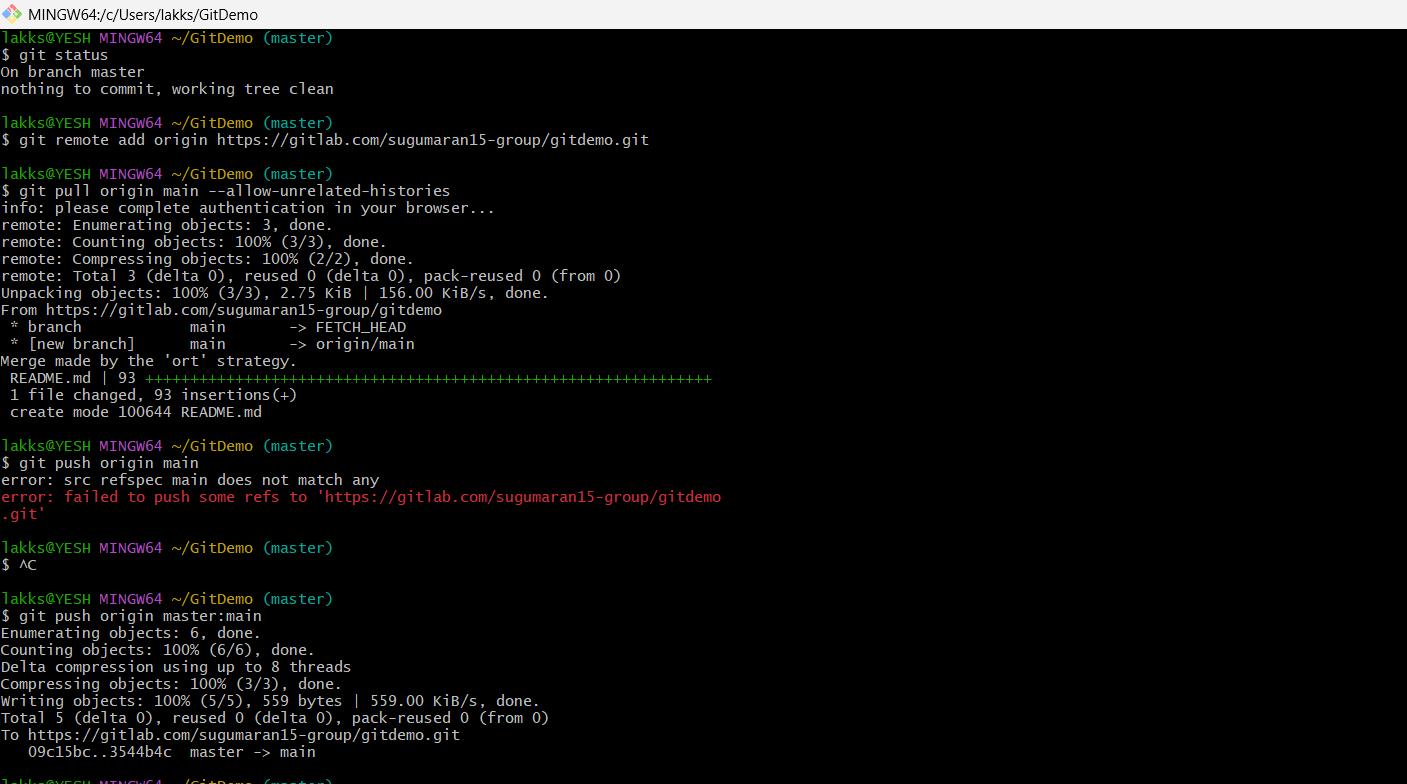 MINGW64:/c/Users/lakks/GitDemo
lakks@YESH MINGW64 ~/GitDemo (master)
$ git status
On branch master
nothing to commit, working tree clean
lakks@YESH MINGW64 ~/GitDemo (master)
$ git remote add origin https://gitlab.com/sugumaran15-group/gitdemo.git
lakks@YESH MINGW64 ~/GitDemo (master)
$ git pull origin main --allow-unrelated-histories
info: please complete authentication in your browser...
remote: Enumerating objects: 3, done.
remote: Counting objects: 100% (3/3), done.
remote: Compressing objects: 100% (2/2), done.
remote: Total 3 (delta 0), reused 0 (delta 0), pack-reused 0 (from 0)
Unpacking objects: 100% (3/3), 2.75 KiB | 156.00 KiB/s, done.
From https://gitlab.com/sugumaran15-group/gitdemo
 * branch            main       -> FETCH_HEAD
 * [new branch]      main       -> origin/main
Merge made by the 'ort' strategy.
 README.md | 93 +++++++++++++++++++++++++++++++++++++++++++++++++++++++++++++++
 1 file changed, 93 insertions(+)
 create mode 100644 README.md
lakks@YESH MINGW64 ~/GitDemo (master)
$ git push origin main
error: src refspec main does not match any
error: failed to push some refs to 'https://gitlab.com/sugumaran15-group/gitdemo
.git'
lakks@YESH MINGW64 ~/GitDemo (master)
$ ^C
lakks@YESH MINGW64 ~/GitDemo (master)
$ git push origin master:main
Enumerating objects: 6, done.
Counting objects: 100% (6/6), done.
Delta compression using up to 8 threads
Compressing objects: 100% (3/3), done.
Writing objects: 100% (5/5), 559 bytes | 559.00 KiB/s, done.
Total 5 (delta 0), reused 0 (delta 0), pack-reused 0 (from 0)
To https://gitlab.com/sugumaran15-group/gitdemo.git
   09c15bc..3544b4c  master -> main
lakks@YESH MINGW64 ~/GitDemo (master)